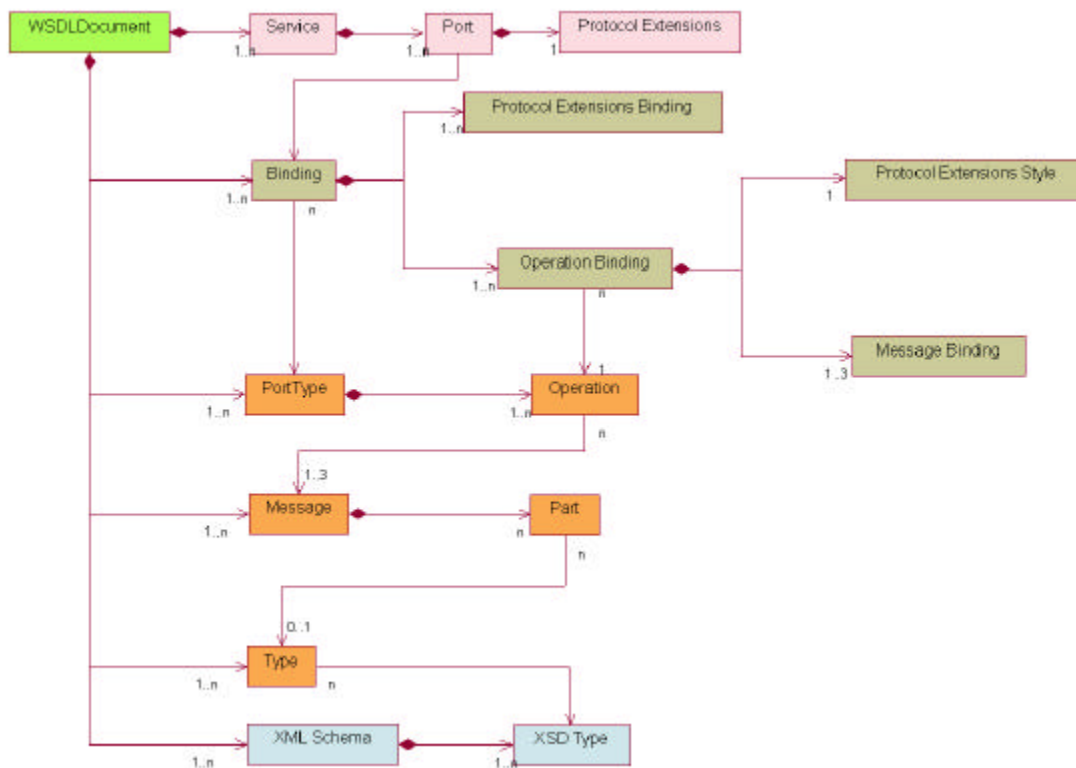 WSDLDocument
Service
Port
Protocol Extensions
1..n
1..n
1
Protocol Extensions Binding
1..n
Binding
Protocol Extensions Style
1..n
n
1
Operation Binding
1..n
n
Message Binding
1..3
1
PortType
Operation
1..n
1..n
n
1..3
Message
Part
1..n
n
n
0..1
Type
1..n
n
XML Schema
XSD Type
1..n
1..n